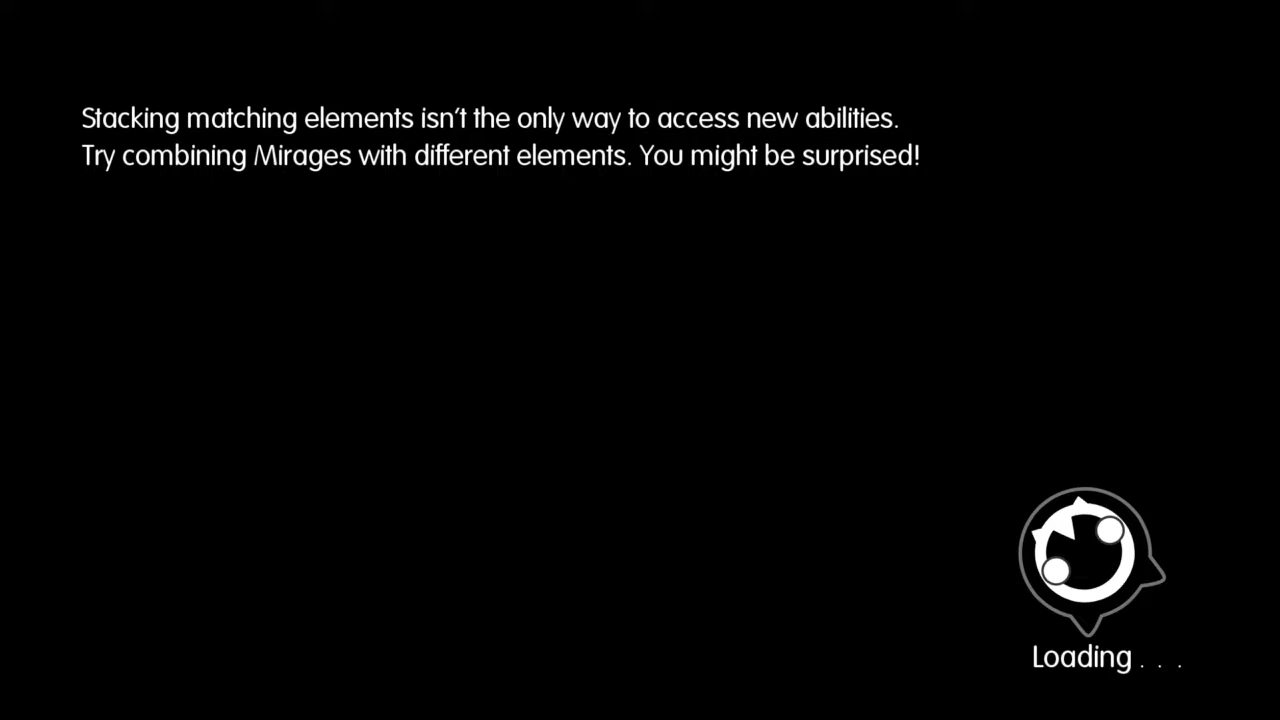 Stacking matching elements isn't the only way to access new abilities.
Try combining Mirages with different elements. You might be surprised!
Loading . . .